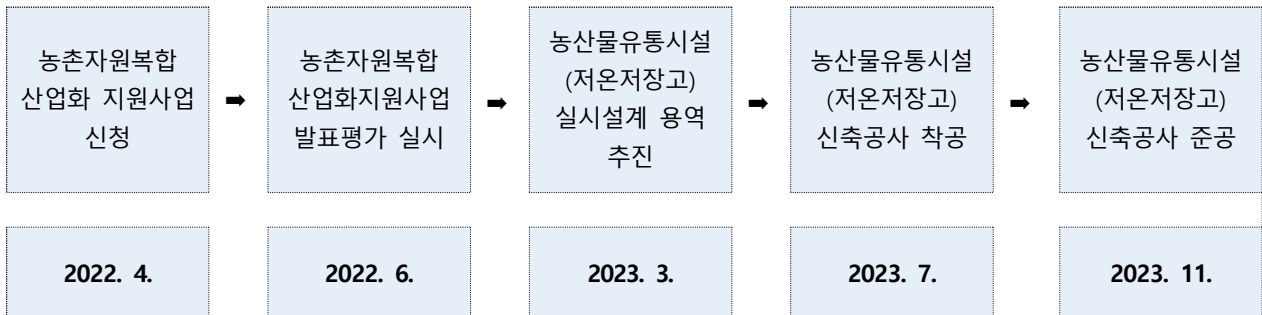 농촌자원복합
산업화 지원사업
신청
➡
농촌자원복합
산업화지원사업
발표평가 실시
➡
농산물유통시설
(저온저장고)
실시설계 용역
추진
➡
농산물유통시설
(저온저장고)
신축공사 착공
➡
농산물유통시설
(저온저장고)
신축공사 준공
2022. 4.
2022. 6.
2023. 3.
2023. 7.
2023. 11.